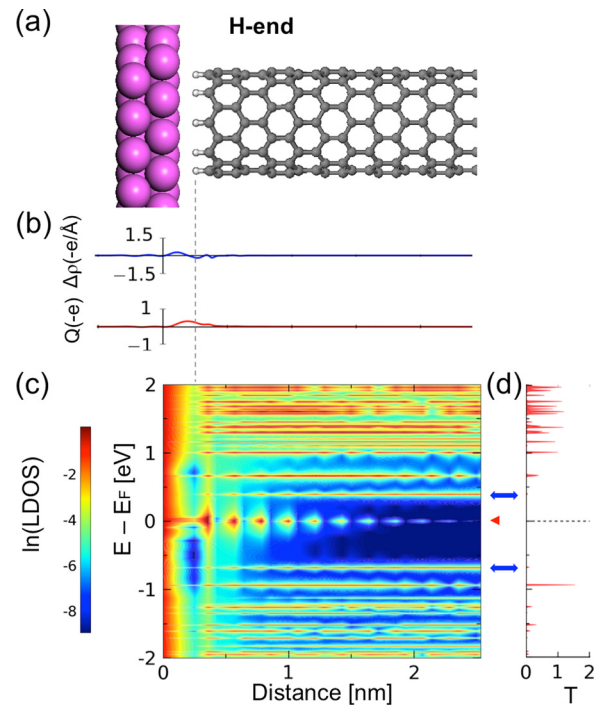 (a)
H-end
(b)
Δρ(-e/Å)
1.5
−1.5
Q(-e)
1
-1
(c)
(d)
ln(LDOS)
-2
-4
-6
-8
E − EF [eV]
2
1
0
-1
-2
0
1
2
Distance [nm]
0
1
2
T